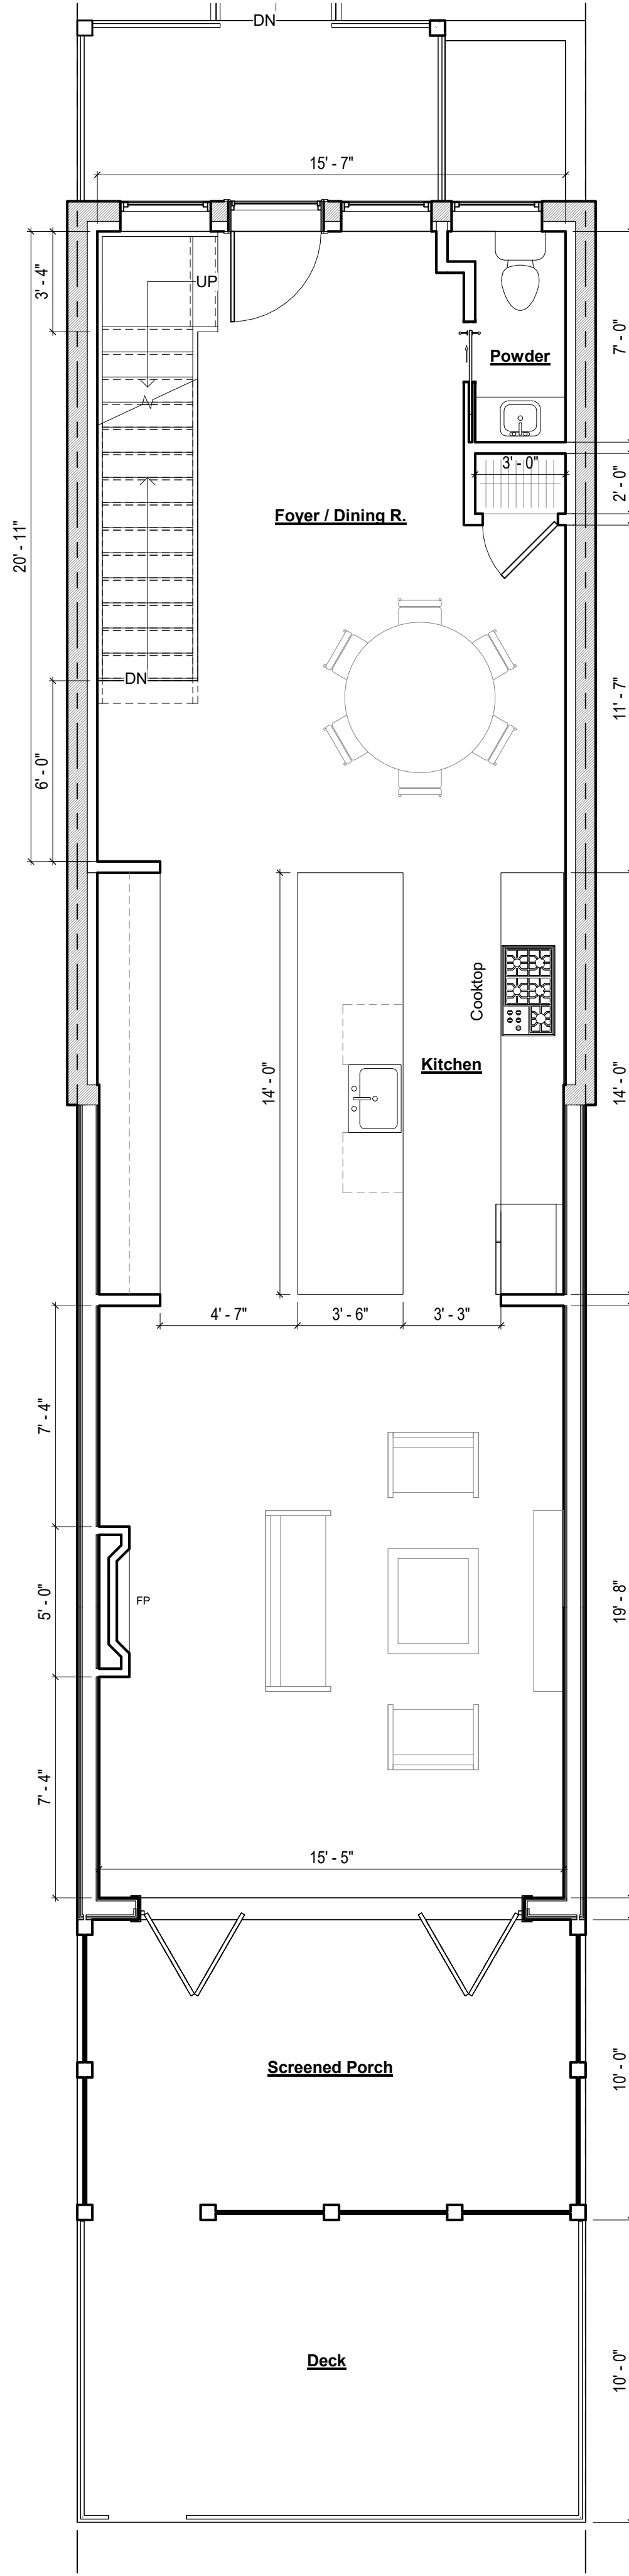 DN
15' - 7"
3' - 4"
UP
7' - 0"
Powder
3' - 0"
2' - 0"
Foyer / Dining R.
20' - 11"
DN
11' - 7"
6' - 0"
Cooktop
Kitchen
14' - 0"
14' - 0"
4' - 7"
3' - 6"
3' - 3"
7' - 4"
5' - 0"
FP
19' - 8"
7' - 4"
15' - 5"
Screened Porch
10' - 0"
Deck
10' - 0"